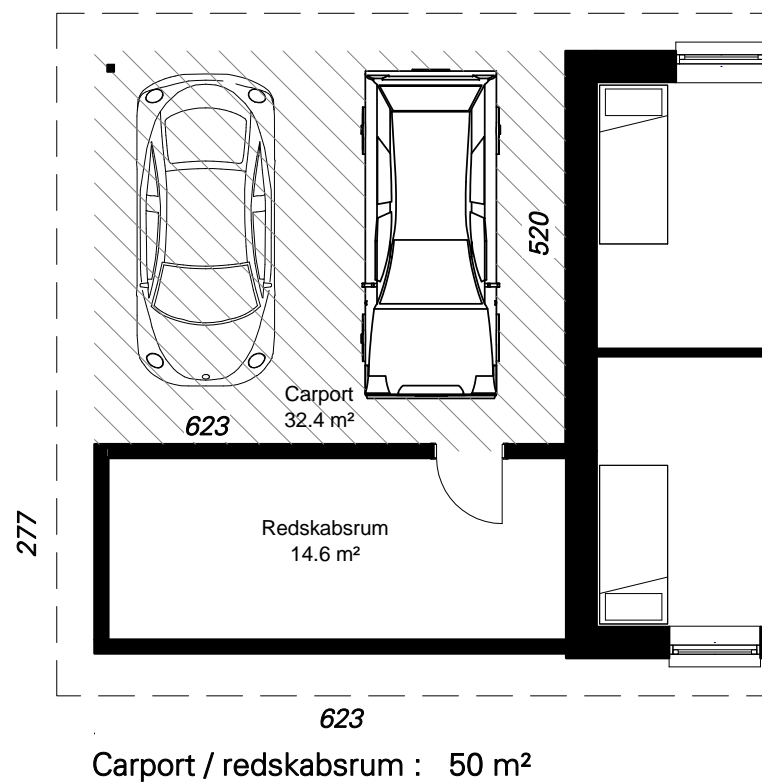 520
Carport
32.4 m²
623
277
Redskabsrum
14.6 m²
623
Carport / redskabsrum : 50 m²